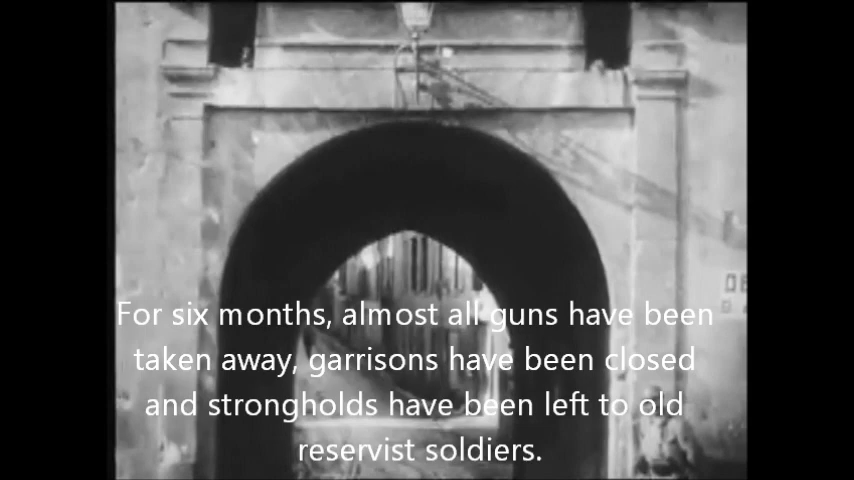 For six months, almost all guns have been
taken away, garrisons have been closed
and strongholds have been left to old
reservist soldiers.